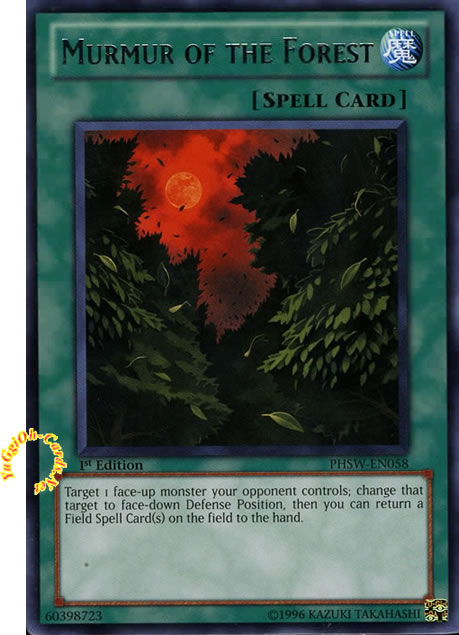 MURMUR OF THE FOREST
SPELL
魔
[SPELL CARD]
YuGgiOh-Cards.Net
1st Edition
PHSW-EN058
Target 1 face-up monster your opponent controls; change that
target to face-down Defense Position, then you can return a
Field Spell Card(s) on the field to the hand.
60398723
©1996 KAZUKI TAKAHASHI